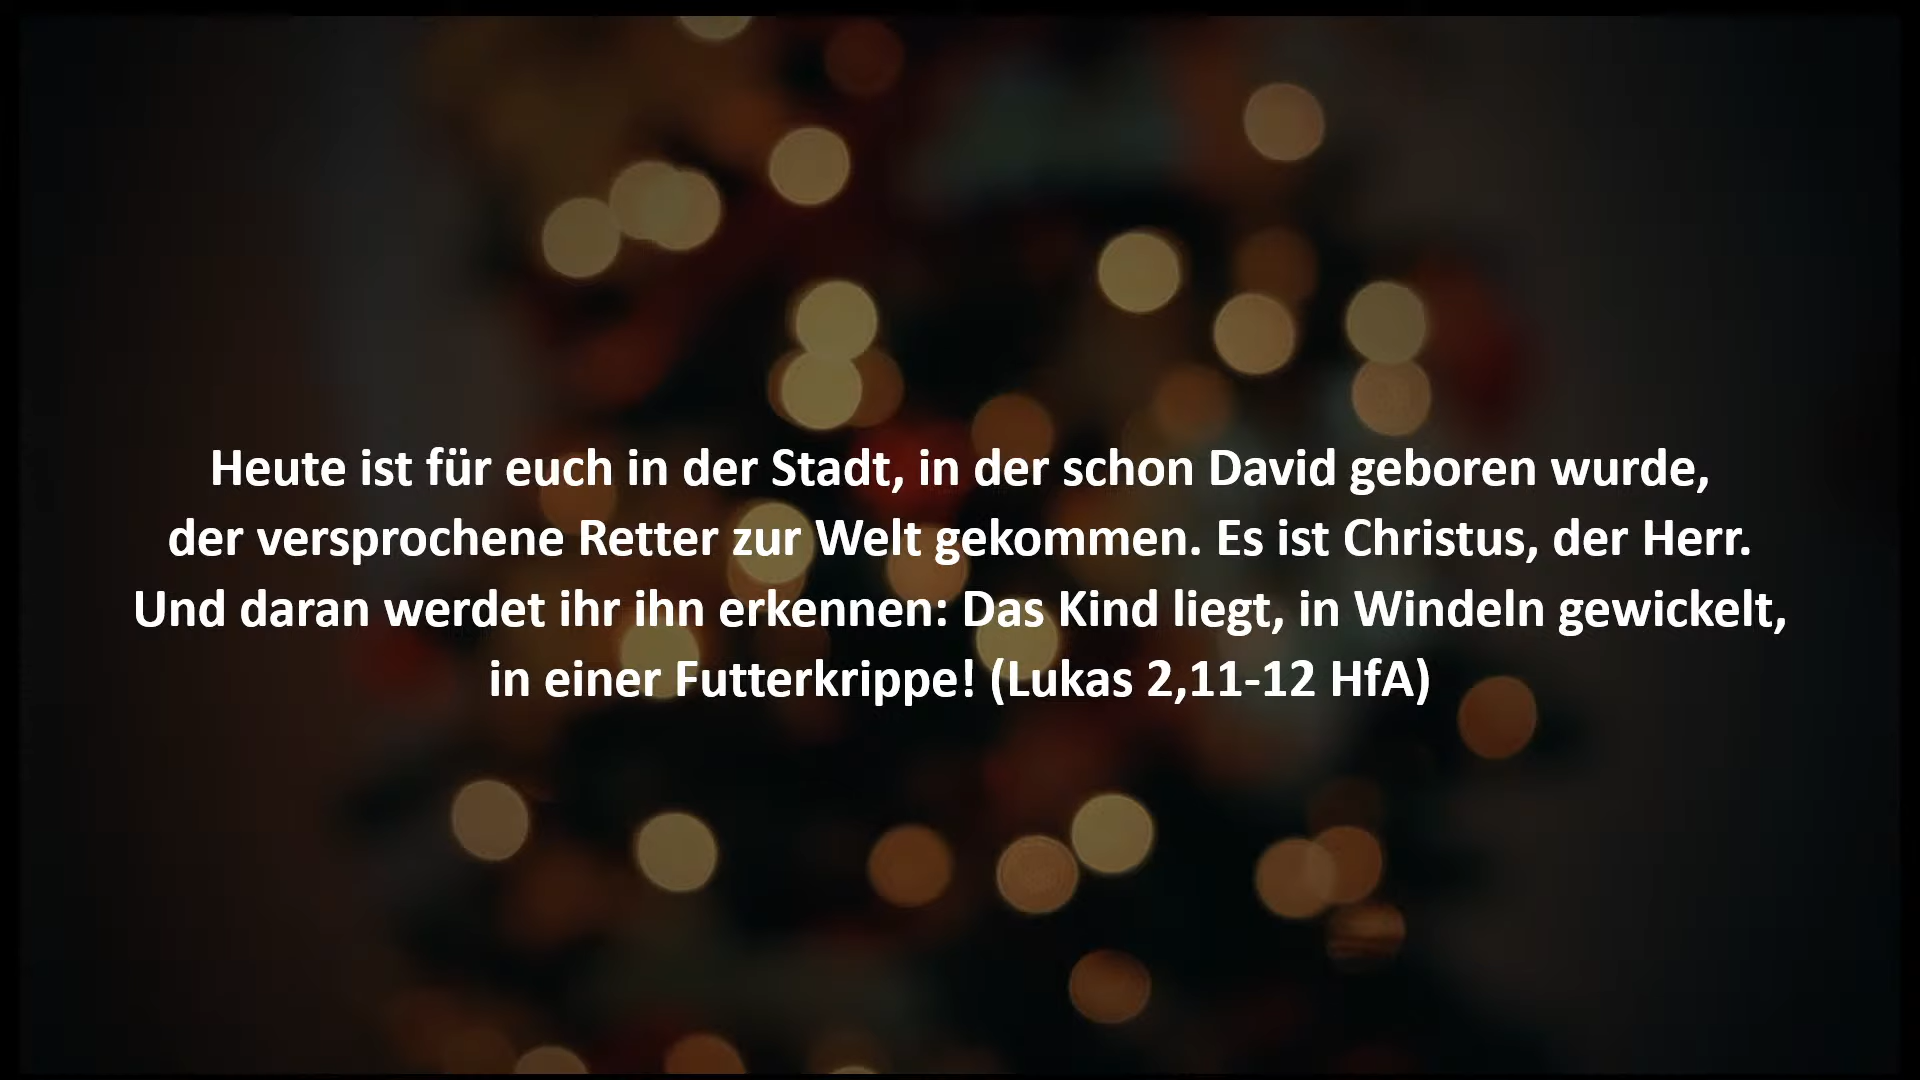 Heute ist für euch in der Stadt, in der schon David geboren wurde,
der versprochene Retter zur Welt gekommen. Es ist Christus, der Herr.
Und daran werdet ihr ihn erkennen: Das Kind liegt, in Windeln gewickelt,
in einer Futterkrippe! (Lukas 2,11-12 HfA)